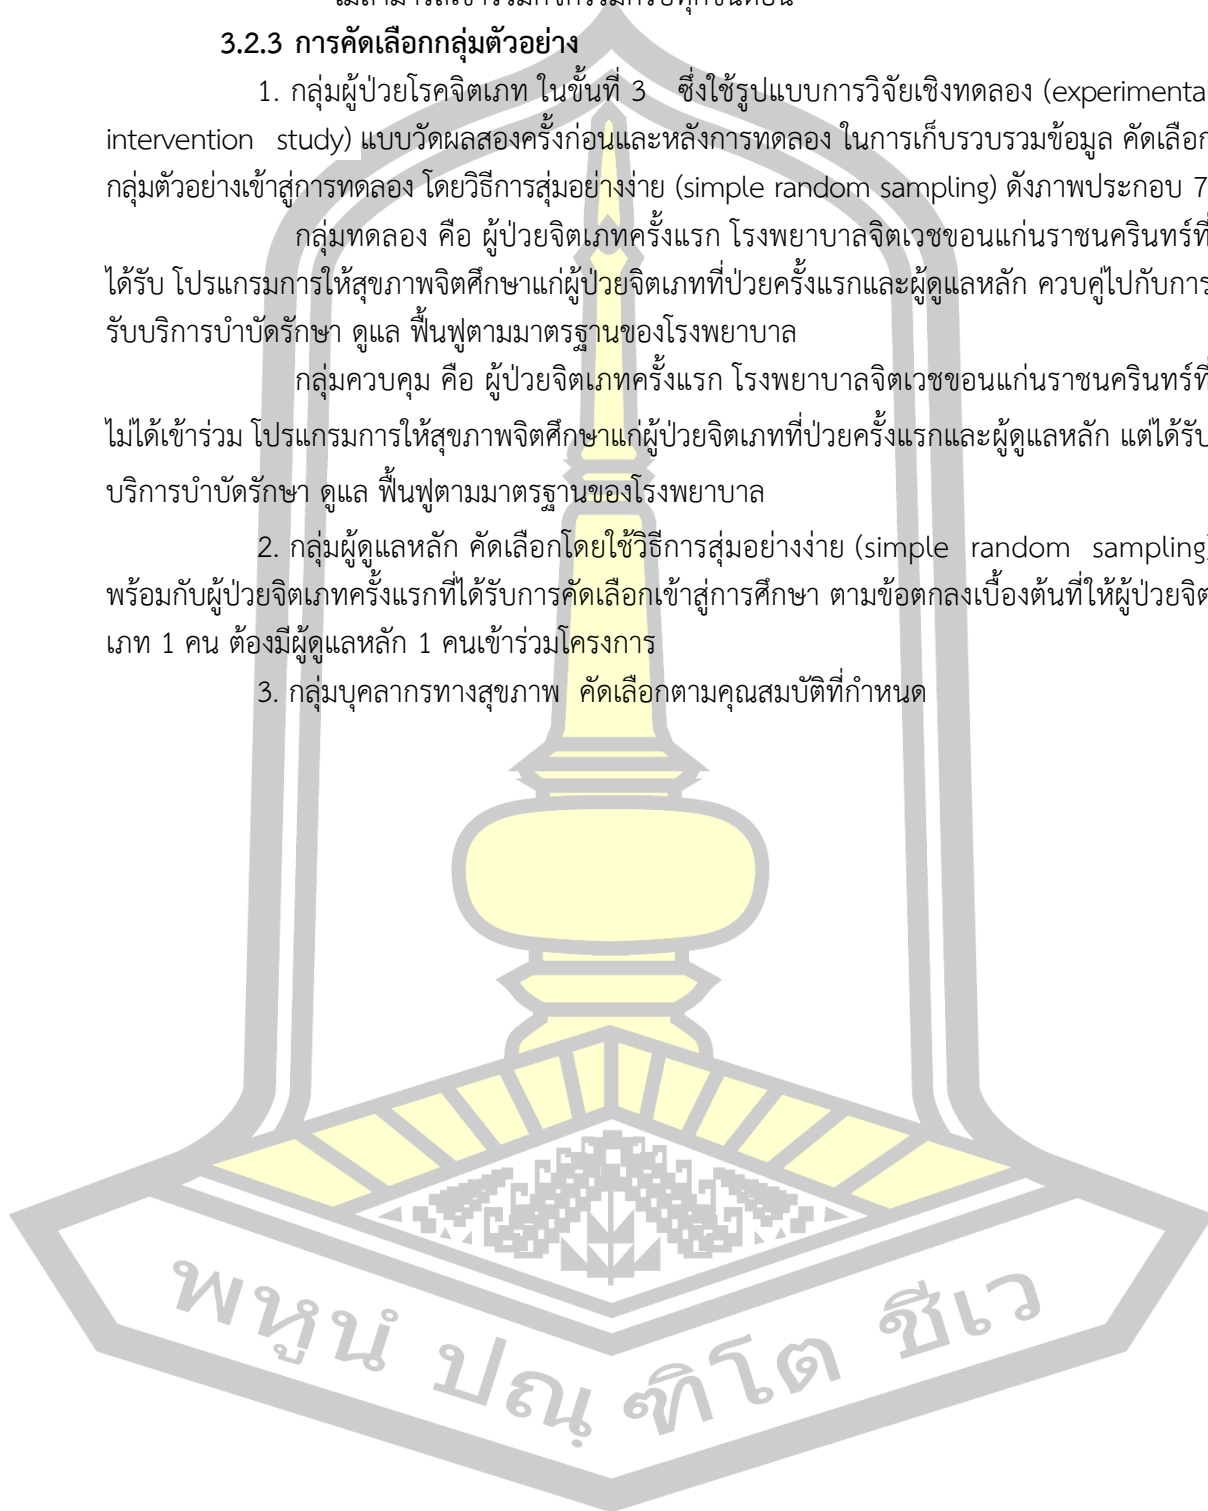 3.2.3 การคัดเลือกกลุ่มตัวอย่าง
1. กลุ่มผู้ป่วยโรคจิตเภท ในขั้นที่ 3 ซึ่งใช้รูปแบบการวิจัยเชิงทดลอง (experimental
intervention study) แบบวัดผลสองครั้งก่อนและหลังการทดลอง ในการเก็บรวบรวมข้อมูล คัดเลือก
กลุ่มตัวอย่างเข้าสู่การทดลอง โดยวิธีการสุ่มอย่างง่าย (simple random sampling) ดังภาพประกอบ 7
กลุ่มทดลอง คือ ผู้ป่วยจิตเภทครั้งแรก โรงพยาบาลจิตเวชขอนแก่นราชนครินทร์ที่
ได้รับ โปรแกรมการให้สุขภาพจิตศึกษาแก่ผู้ป่วยจิตเภทที่ป่วยครั้งแรกและผู้ดูแลหลัก ควบคู่ไปกับการ
รับบริการบำบัดรักษา ดูแล ฟื้นฟูตามมาตรฐานของโรงพยาบาล
กลุ่มควบคุม คือ ผู้ป่วยจิตเภทครั้งแรก โรงพยาบาลจิตเวชขอนแก่นราชนครินทร์ที่
ไม่ได้เข้าร่วม โปรแกรมการให้สุขภาพจิตศึกษาแก่ผู้ป่วยจิตเภทที่ป่วยครั้งแรกและผู้ดูแลหลัก แต่ได้รับ
บริการบำบัดรักษา ดูแล ฟื้นฟูตามมาตรฐานของโรงพยาบาล
2. กลุ่มผู้ดูแลหลัก คัดเลือกโดยใช้วิธีการสุ่มอย่างง่าย (simple random sampling)
พร้อมกับผู้ป่วยจิตเภทครั้งแรกที่ได้รับการคัดเลือกเข้าสู่การศึกษา ตามข้อตกลงเบื้องต้นที่ให้ผู้ป่วยจิต
เภท 1 คน ต้องมีผู้ดูแลหลัก 1 คนเข้าร่วมโครงการ
3. กลุ่มบุคลากรทางสุขภาพ คัดเลือกตามคุณสมบัติที่กำหนด
พหูนํ ปณฺฑิโต ชีเว